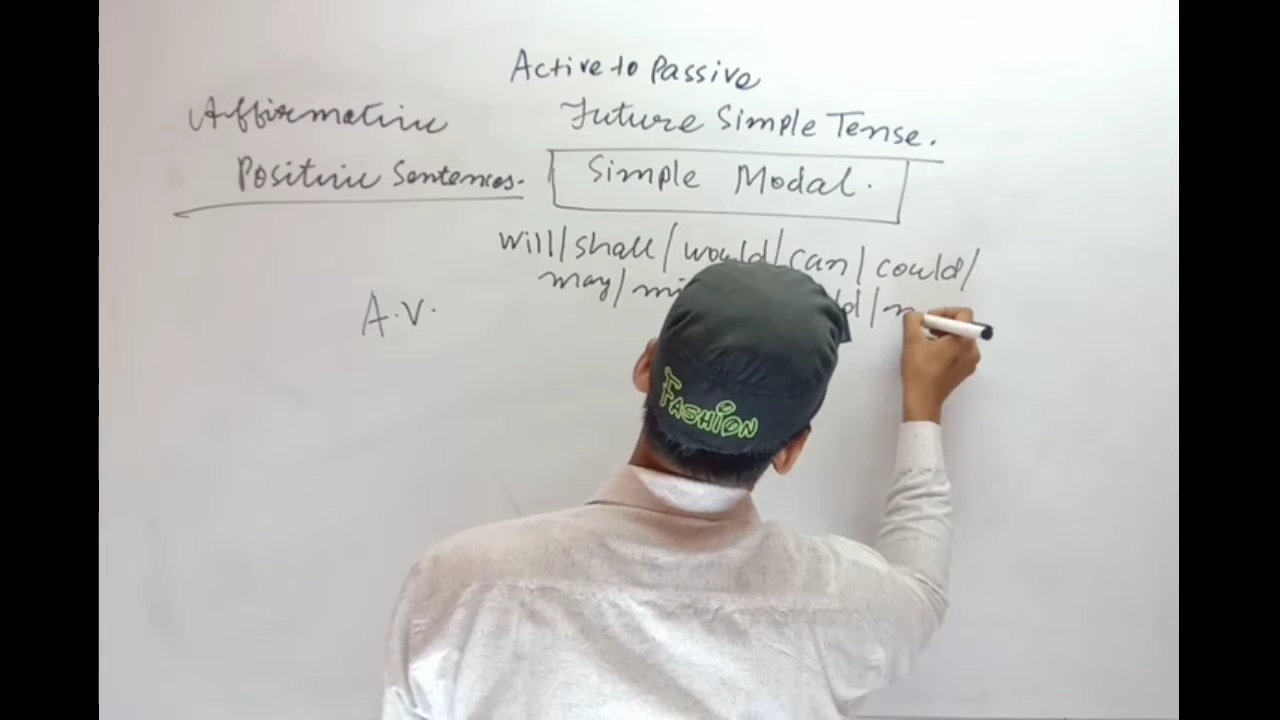 Active to Passive
Affirmative Future Simple Tense.
Positive Sentences. Simple Modal.
will/shall/would/can/could/
may/
A.V.
FASHION